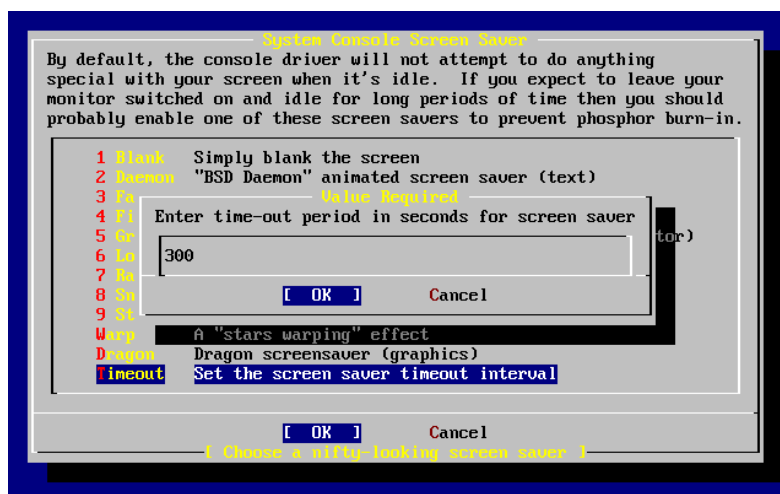 System Console Screen Saver
By default, the console driver will not attempt to do anything
special with your screen when it's idle.  If you expect to leave your
monitor switched on and idle for long periods of time then you should
probably enable one of these screen savers to prevent phosphor burn-in.
1 Blank Simply blank the screen
2 Daemon "BSD Daemon" animated screen saver (text)
3 Fa
Value Required
4 Fi
Enter time-out period in seconds for screen saver
5 Gr
tor)
6 Lo
300
7 Ra
8 Sn
[ OK ] Cancel
9 St
Warp A "stars warping" effect
Dragon Dragon screensaver (graphics)
Timeout Set the screen saver timeout interval
[ OK ] Cancel
[ Choose a nifty-looking screen saver ]